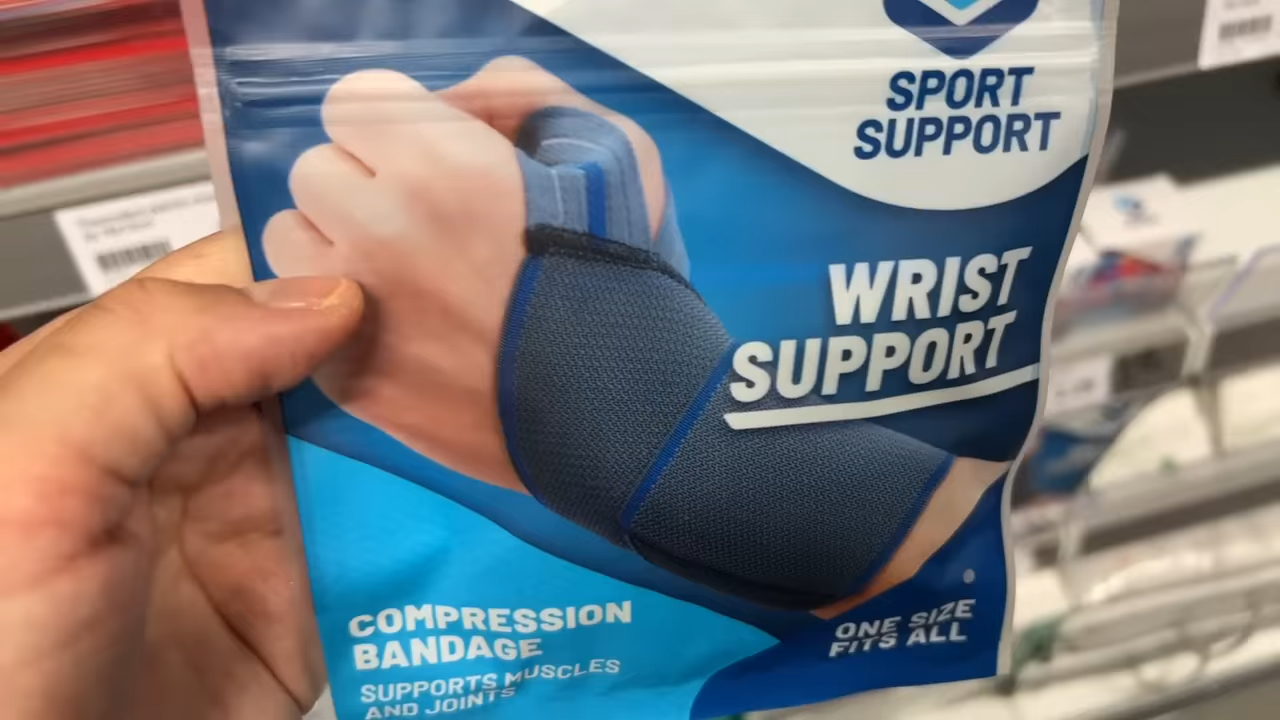 SPORT
SUPPORT
WRIST
SUPPORT
COMPRESSION
BANDAGE
SUPPORTS MUSCLES
AND JOINTS
ONE SIZE
FITS ALL